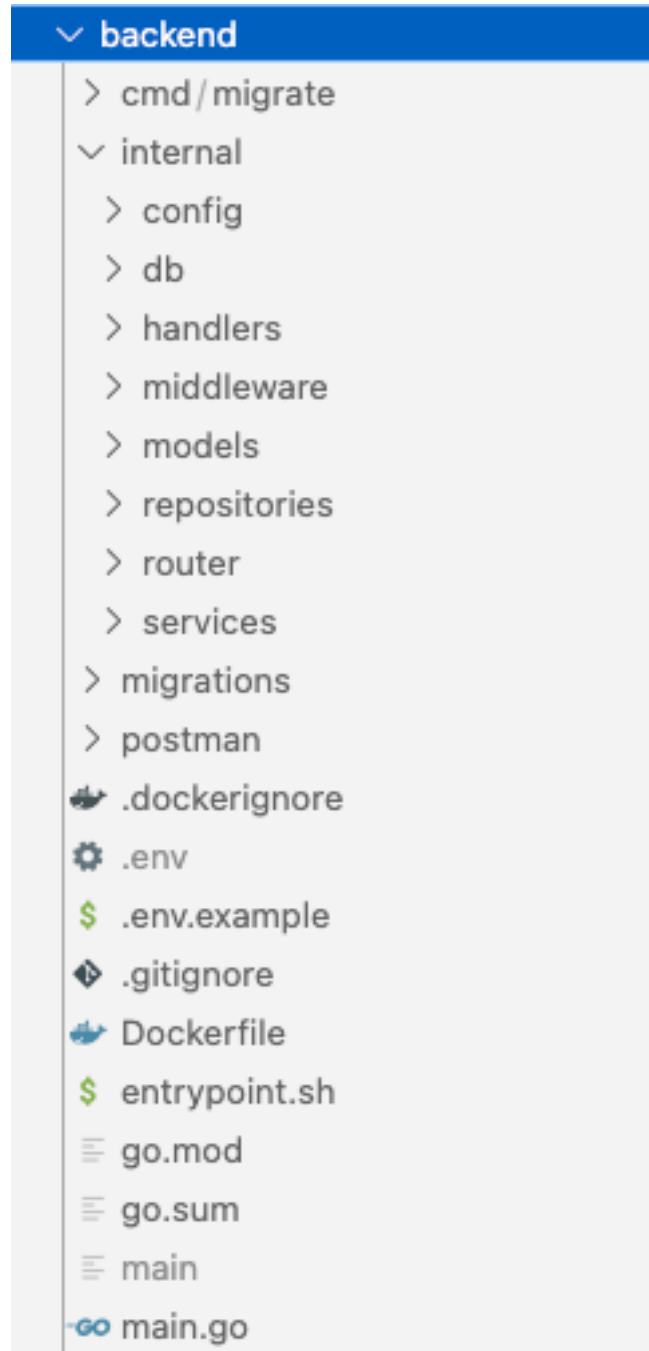 backend
cmd/migrate
internal
config
db
handlers
middleware
models
repositories
router
services
migrations
postman
.dockerignore
.env
$ .env.example
.gitignore
Dockerfile
$ entrypoint.sh
go.mod
go.sum
main
GO main.go